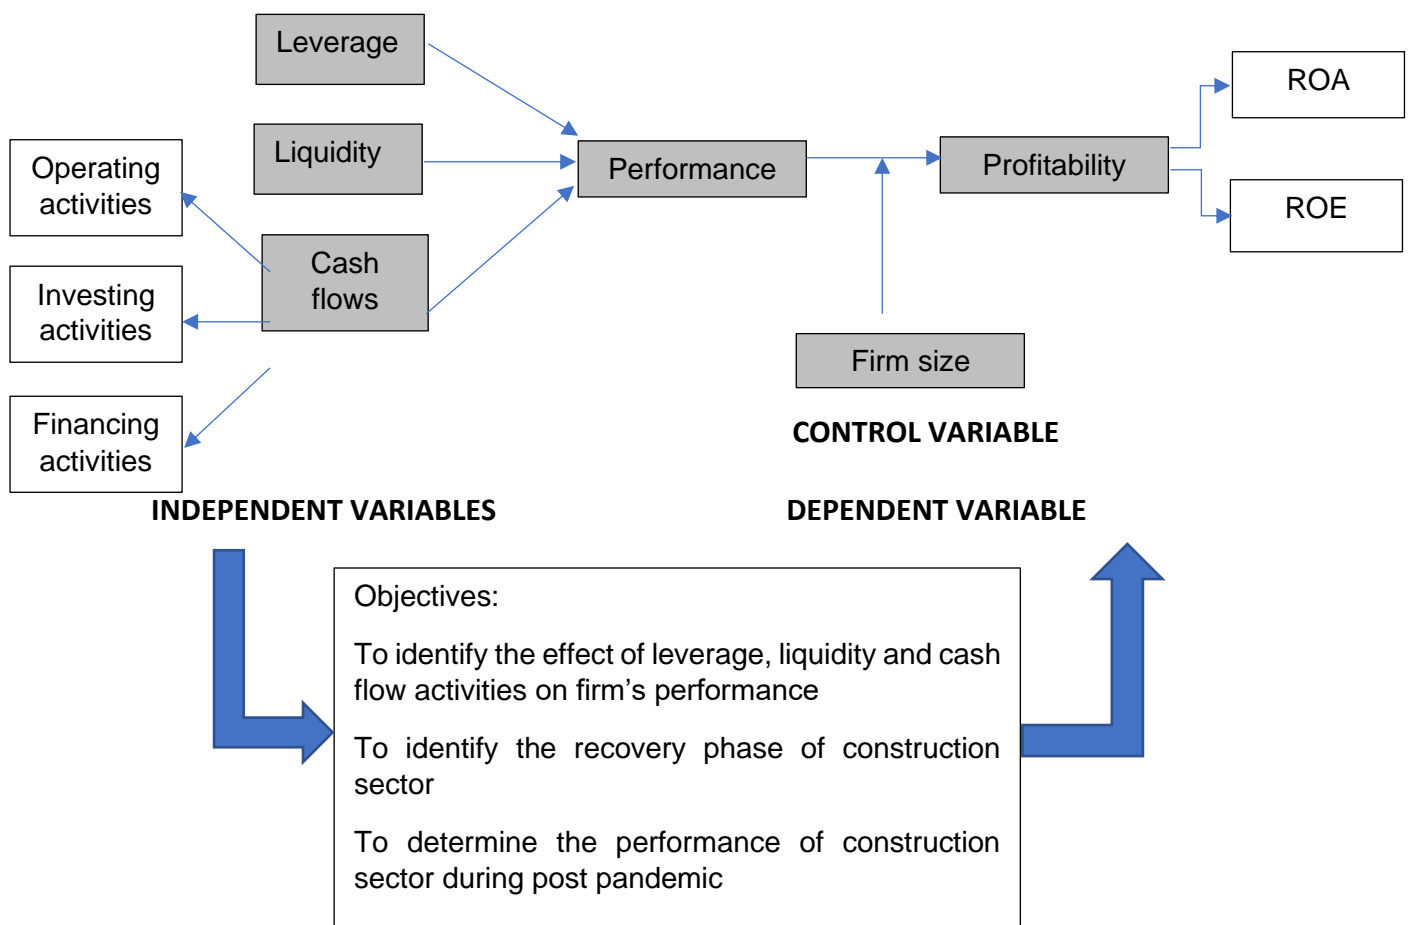 Leverage
Liquidity
Cash
flows
Operating
activities
Investing
activities
Financing
activities
Performance
Profitability
ROA
ROE
Firm size
CONTROL VARIABLE
INDEPENDENT VARIABLES
DEPENDENT VARIABLE
Objectives:
To identify the effect of leverage, liquidity and cash
flow activities on firm’s performance
To identify the recovery phase of construction
sector
To determine the performance of construction
sector during post pandemic